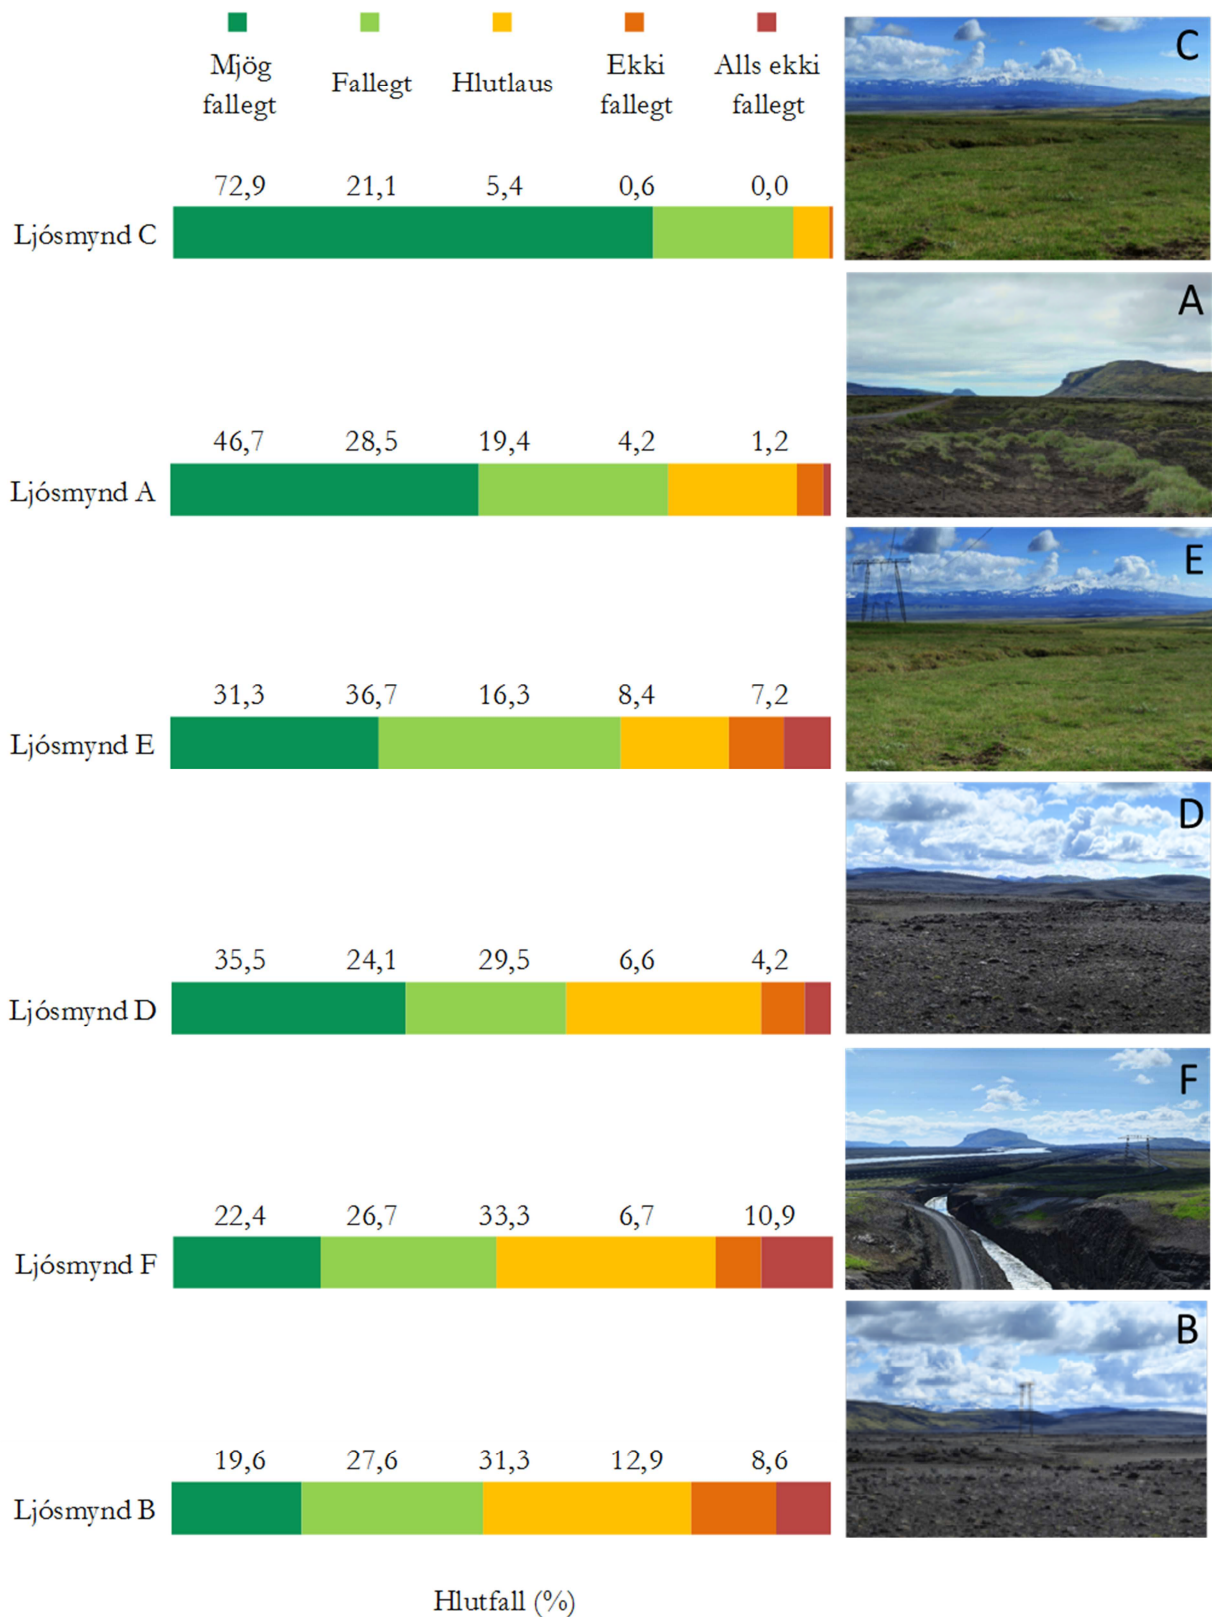 Mjög
fallegt
Fallegt
Hlutlaus
Ekki
fallegt
Alls ekki
fallegt
C
72,9 21,1 5,4 0,6 0,0
Ljósmynd C
A
46,7 28,5 19,4 4,2 1,2
Ljósmynd A
E
31,3 36,7 16,3 8,4 7,2
Ljósmynd E
D
35,5 24,1 29,5 6,6 4,2
Ljósmynd D
F
22,4 26,7 33,3 6,7 10,9
Ljósmynd F
B
19,6 27,6 31,3 12,9 8,6
Ljósmynd B
Hlutfall (%)